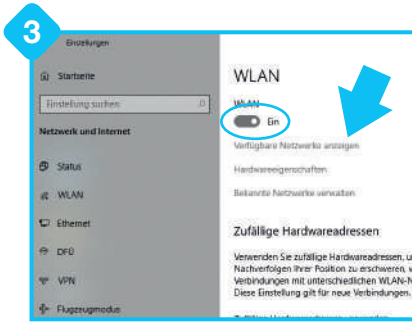 3
Einstellungen
Startseite
Einstellung suchen
Netzwerk und Internet
Status
WLAN
Ethernet
DFÜ
VPN
Flugzeugmodus
WLAN
WLAN
Ein
Verfügbare Netzwerke anzeigen
Hardwareeigenschaften
Bekannte Netzwerke verwalten
Zufällige Hardwareadressen
Verwenden Sie zufällige Hardwareadressen, u
Nachverfolgen Ihrer Position zu erschweren, w
Verbindungen mit unterschiedlichen WLAN-N
Diese Einstellung gilt für neue Verbindungen.